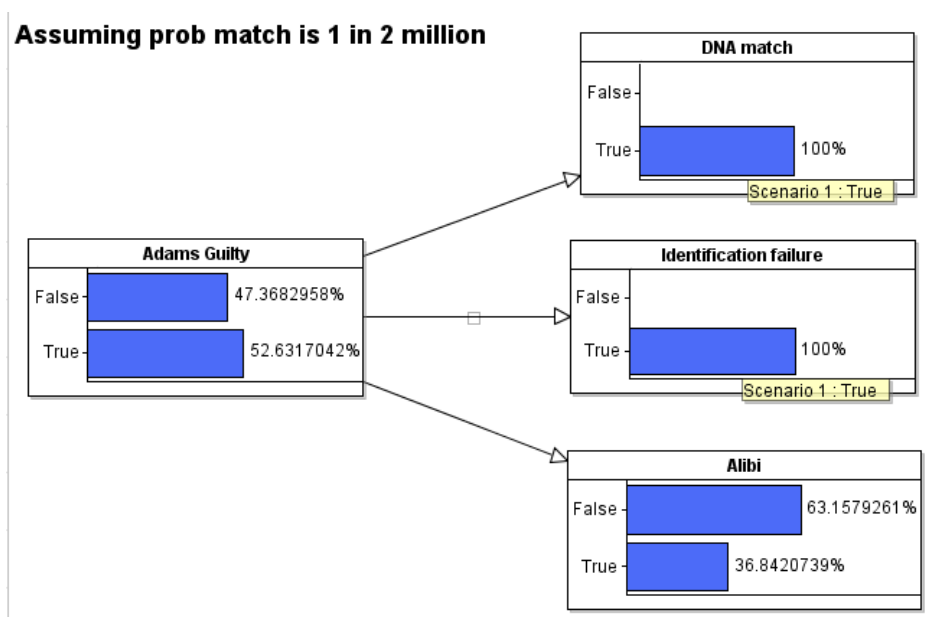 Assuming prob match is 1 in 2 million
DNA match
False
True
100%
Scenario 1 : True
Adams Guilty
False
47.3682958%
True
52.6317042%
Identification failure
False
True
100%
Scenario 1 : True
Alibi
False
63.1579261%
True
36.8420739%